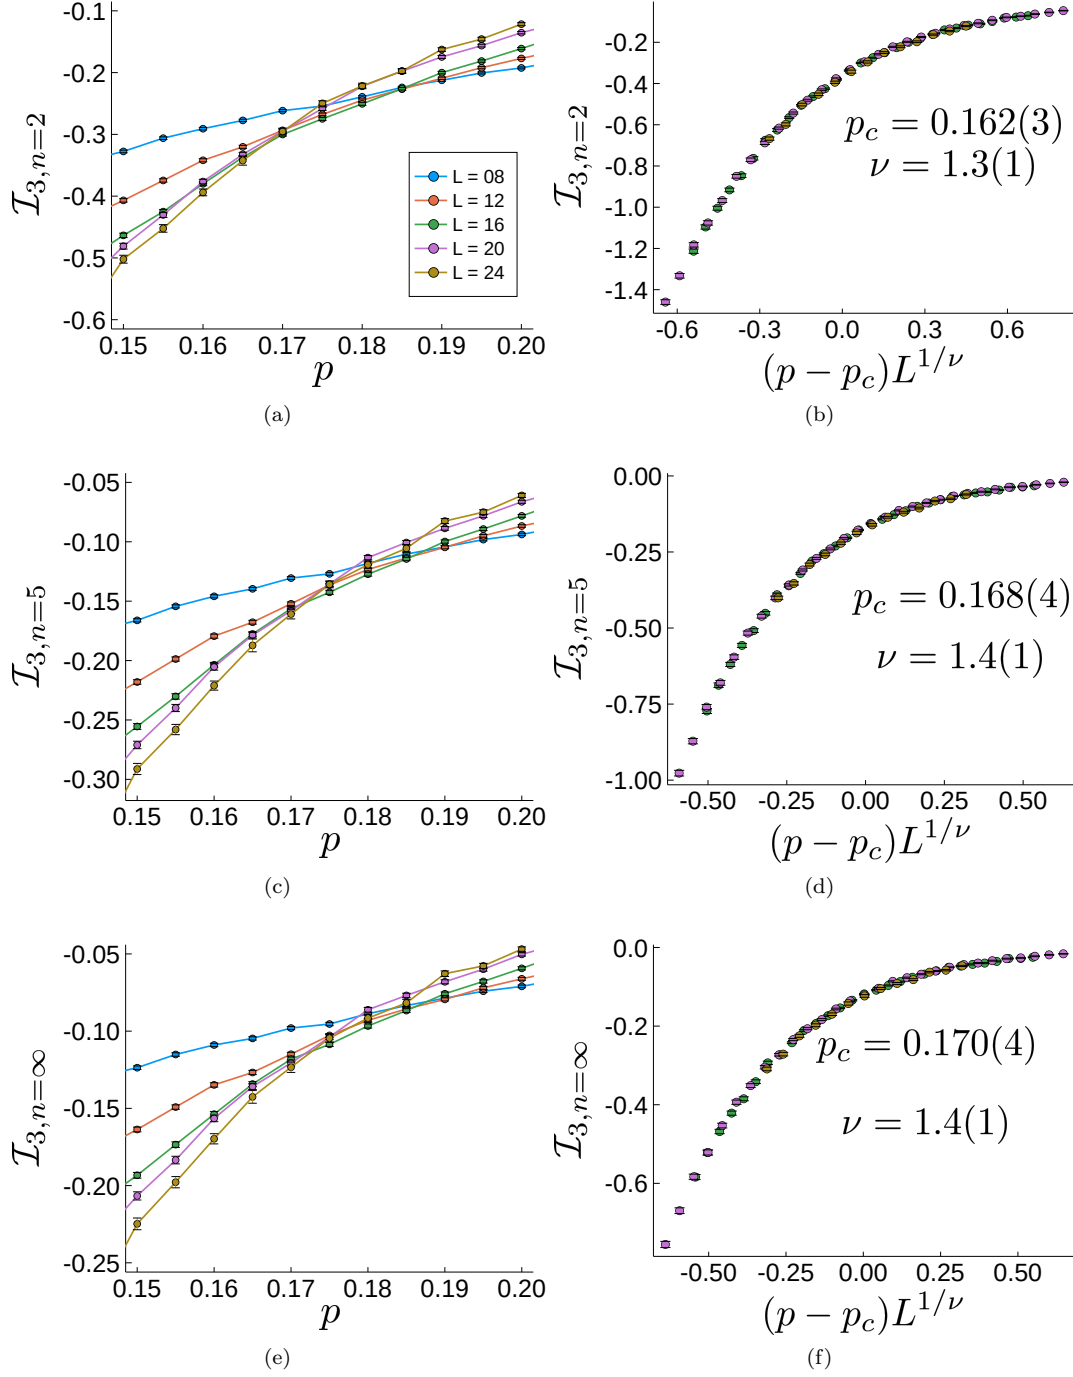 -0.1
-0.2
-0.3
-0.4
-0.5
-0.6
0.15 0.16 0.17 0.18 0.19 0.20
p
I3,n=2
L = 08
L = 12
L = 16
L = 20
L = 24
(a)
-0.2
-0.4
-0.6
-0.8
-1.0
-1.2
-1.4
-0.6 -0.3 0.0 0.3 0.6
(p − pc)L^1/ν
I3,n=2
pc = 0.162(3)
ν = 1.3(1)
(b)
-0.05
-0.10
-0.15
-0.20
-0.25
-0.30
0.15 0.16 0.17 0.18 0.19 0.20
p
I3,n=5
(c)
0.00
-0.25
-0.50
-0.75
-1.00
-0.50 -0.25 0.00 0.25 0.50
(p − pc)L^1/ν
I3,n=5
pc = 0.168(4)
ν = 1.4(1)
(d)
-0.05
-0.10
-0.15
-0.20
-0.25
0.15 0.16 0.17 0.18 0.19 0.20
p
I3,n=∞
(e)
0.0
-0.2
-0.4
-0.6
-0.50 -0.25 0.00 0.25 0.50
(p − pc)L^1/ν
I3,n=∞
pc = 0.170(4)
ν = 1.4(1)
(f)